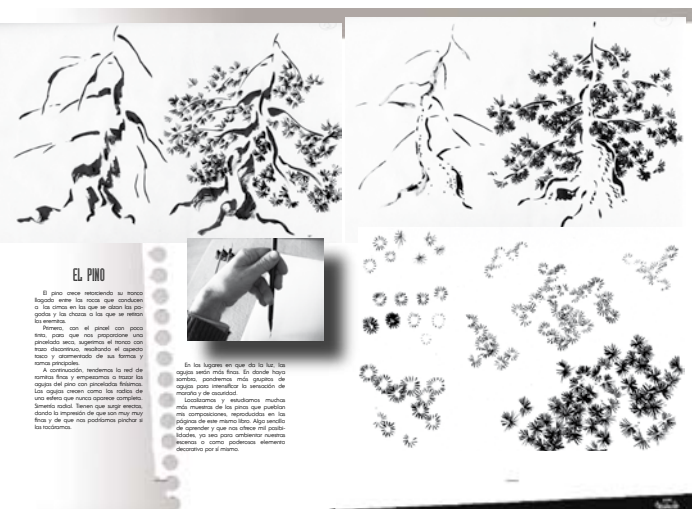 EL PINO
El pino crece retorciendo su tronco
llagado entre las rocas que conducen
a las cimas en las que se alzan las pa-
godas y las chozas a las que se retiran
los eremitas.
Primero, con el pincel con poca
tinta, para que nos proporcione una
pincelada seca, sugerimos el tronco con
trazo discontinuo, resaltando el aspecto
tosco y atormentado de sus formas y
ramas principales.
A continuación, tendemos la red de
ramitas finas y empezamos a trazar las
agujas del pino con pinceladas finísimas.
Las agujas crecen como los radios de
una esfera que nunca aparece completa.
Simetría radial. Tienen que surgir erectas,
dando la impresión de que son muy muy
finas y de que nos podríamos pinchar si
las tocáramos.
En los lugares en que da la luz, las
agujas serán más finas. En donde haya
sombra, pondremos más grupitos de
agujas para intensificar la sensación de
maraña y de oscuridad.
Localizamos y estudiamos muchas
más muestras de los pinos que pueblan
mis composiciones, reproducidas en las
páginas de este mismo libro. Algo sencillo
de aprender y que nos ofrece mil posibi-
lidades, ya sea para ambientar nuestras
escenas o como poderosos elemento
decorativo por sí mismo.